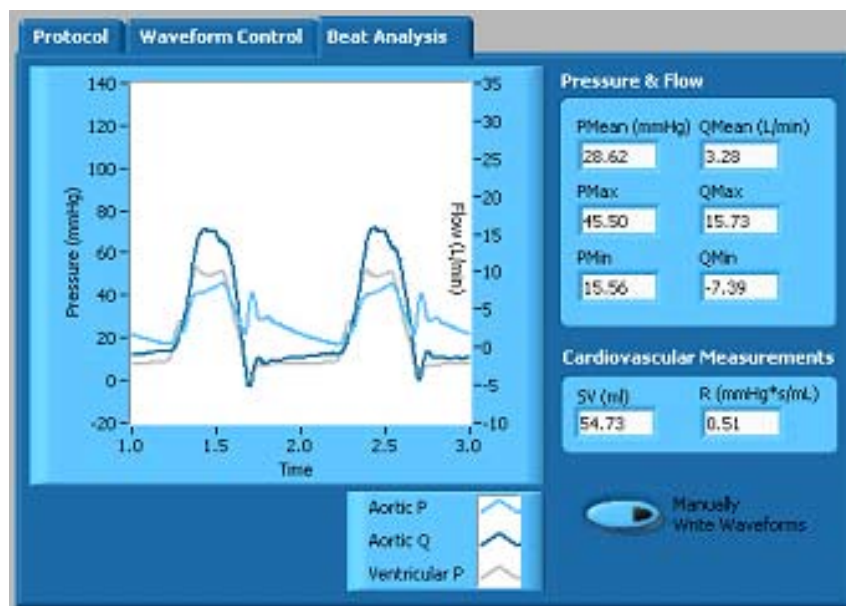 Protocol Waveform Control Beat Analysis
Pressure (mmHg)
140
120
100
80
60
40
20
0
-20
35
30
25
20
15
10
5
0
-5
-10
Flow (L/min)
1.0 1.5 2.0 2.5 3.0
Time
Aortic P
Aortic Q
Ventricular P
Pressure & Flow
PMean (mmHg) QMean (L/min)
28.62 3.28
PMax QMax
45.50 15.73
PMin QMin
15.56 -7.39
Cardiovascular Measurements
SV (ml) R (mmHg*s/mL)
54.73 0.51
Manually
Write Waveforms